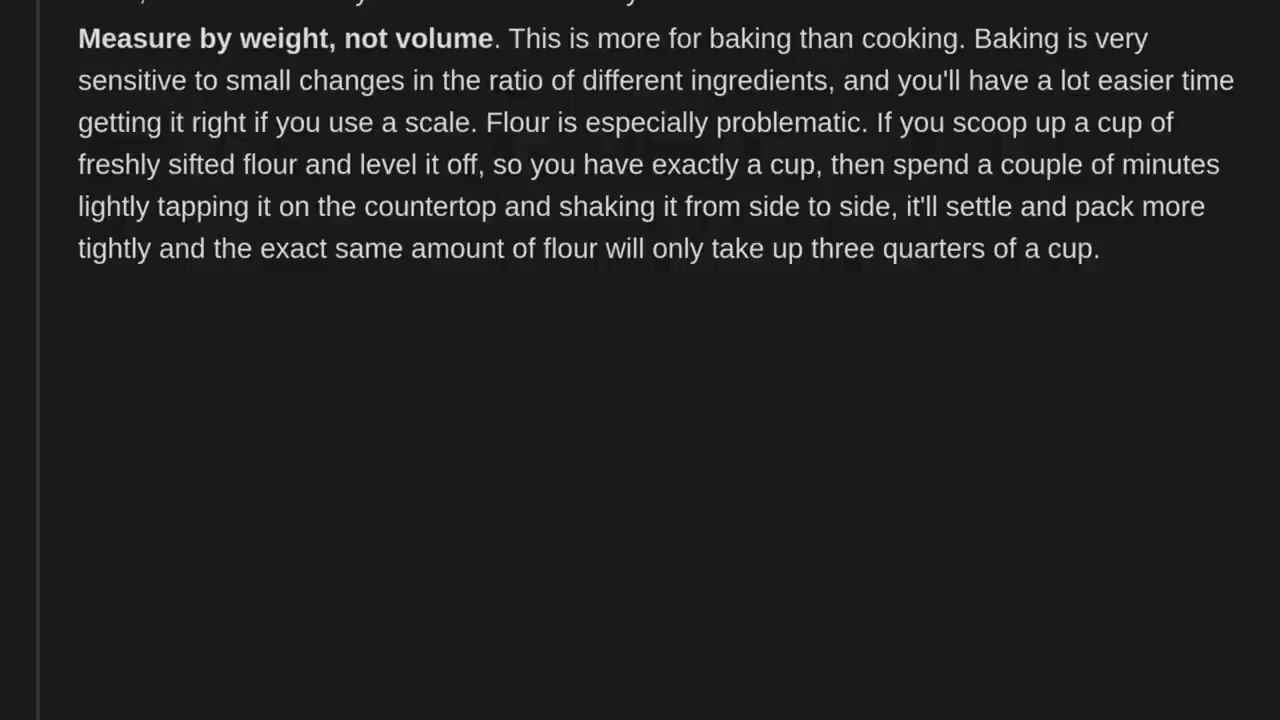 Measure by weight, not volume. This is more for baking than cooking. Baking is very
sensitive to small changes in the ratio of different ingredients, and you'll have a lot easier time
getting it right if you use a scale. Flour is especially problematic. If you scoop up a cup of
freshly sifted flour and level it off, so you have exactly a cup, then spend a couple of minutes
lightly tapping it on the countertop and shaking it from side to side, it'll settle and pack more
tightly and the exact same amount of flour will only take up three quarters of a cup.